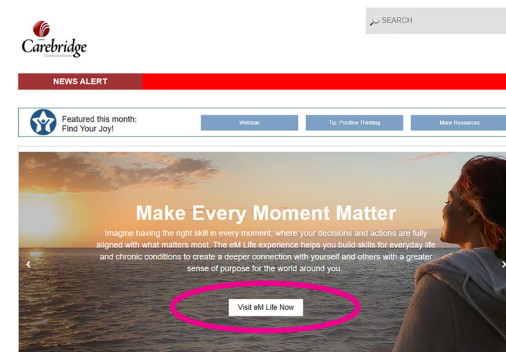 SEARCH
Carebridge
CORPORATION
NEWS ALERT
Featured this month:
Find Your Joy!
Webinar
Tip: Positive Thinking
More Resources
Make Every Moment Matter
Imagine having the right skill in every moment, where your decisions and actions are fully
aligned with what matters most. The eM Life experience helps you build skills for everyday life
and chronic conditions to create a deeper connection with yourself and others with a greater
sense of purpose for the world around you.
Visit eM Life Now